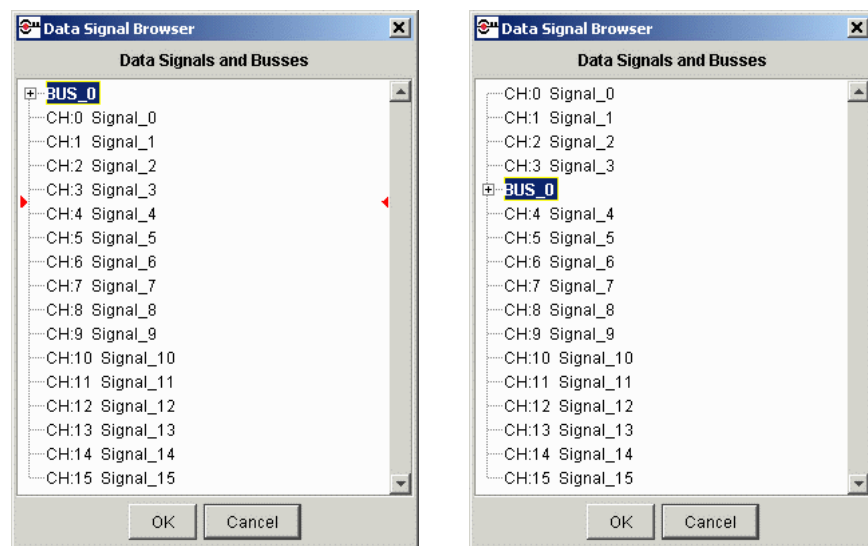 Data Signal Browser
Data Signals and Busses
BUS_0
CH:0 Signal_0
CH:1 Signal_1
CH:2 Signal_2
CH:3 Signal_3
CH:4 Signal_4
CH:5 Signal_5
CH:6 Signal_6
CH:7 Signal_7
CH:8 Signal_8
CH:9 Signal_9
CH:10 Signal_10
CH:11 Signal_11
CH:12 Signal_12
CH:13 Signal_13
CH:14 Signal_14
CH:15 Signal_15
OK Cancel
Data Signal Browser
Data Signals and Busses
CH:0 Signal_0
CH:1 Signal_1
CH:2 Signal_2
CH:3 Signal_3
BUS_0
CH:4 Signal_4
CH:5 Signal_5
CH:6 Signal_6
CH:7 Signal_7
CH:8 Signal_8
CH:9 Signal_9
CH:10 Signal_10
CH:11 Signal_11
CH:12 Signal_12
CH:13 Signal_13
CH:14 Signal_14
CH:15 Signal_15
OK Cancel